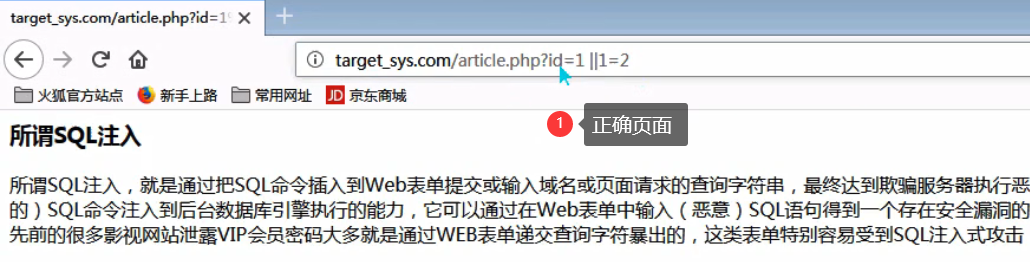 target_sys.com/article.php?id=19
target_sys.com/article.php?id=1 ||1=2
火狐官方站点 新手上路 常用网址 JD 京东商城
1 正确页面
所谓SQL注入
所谓SQL注入，就是通过把SQL命令插入到Web表单提交或输入域名或页面请求的查询字符串，最终达到欺骗服务器执行恶
的）SQL命令注入到后台数据库引擎执行的能力，它可以通过在Web表单中输入（恶意）SQL语句得到一个存在安全漏洞的
先前的很多影视网站泄露VIP会员密码大多就是通过WEB表单递交查询字符暴出的，这类表单特别容易受到SQL注入式攻击